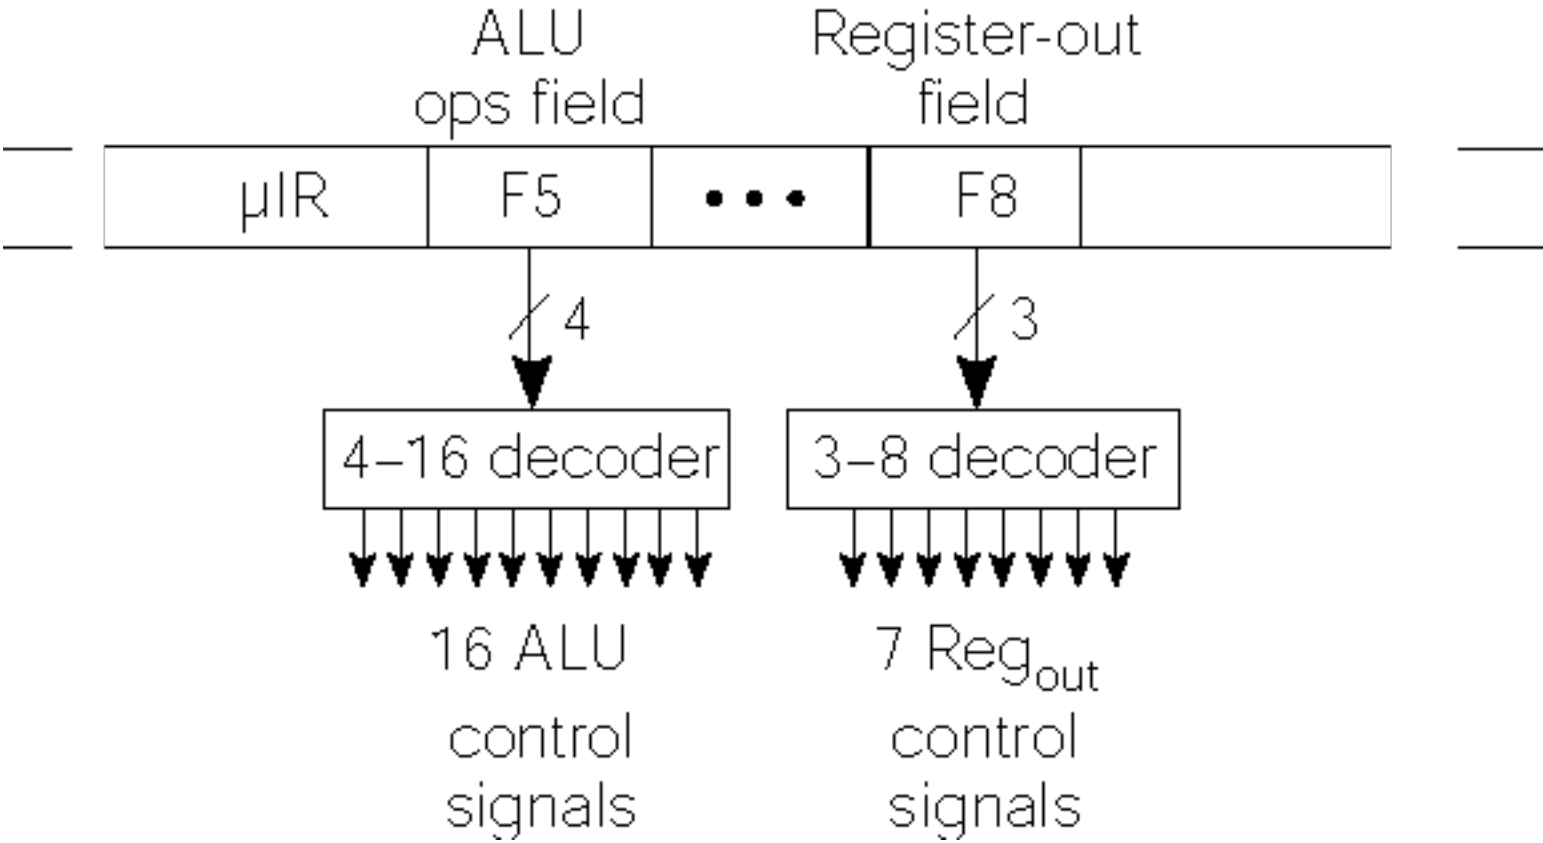 ALU
ops field
Register-out
field
µIR
F5
•••
F8
4
3
4–16 decoder
3–8 decoder
16 ALU
control
signals
7 Regout
control
signals